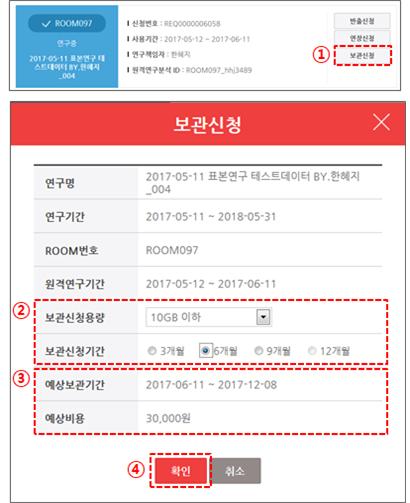 ✓ ROOM097
연구중
2017-05-11 표본연구 테
스트데이터 BY.한혜지
_004
I 신청번호 : REQ0000006058
I 사용기간 : 2017-05-12 ~ 2017-06-11
I 연구책임자 : 한혜지
I 원격연구분석 ID : ROOM097_hhj3489
반출신청
연장신청
① 보관신청
보관신청
연구명 2017-05-11 표본연구 테스트데이터 BY.한혜지
_004
연구기간 2017-05-11 ~ 2018-05-31
ROOM번호 ROOM097
원격연구기간 2017-05-12 ~ 2017-06-11
② 보관신청용량 10GB 이하
보관신청기간 3개월 6개월 9개월 12개월
③ 예상보관기간 2017-06-11 ~ 2017-12-08
예상비용 30,000원
④ 확인 취소